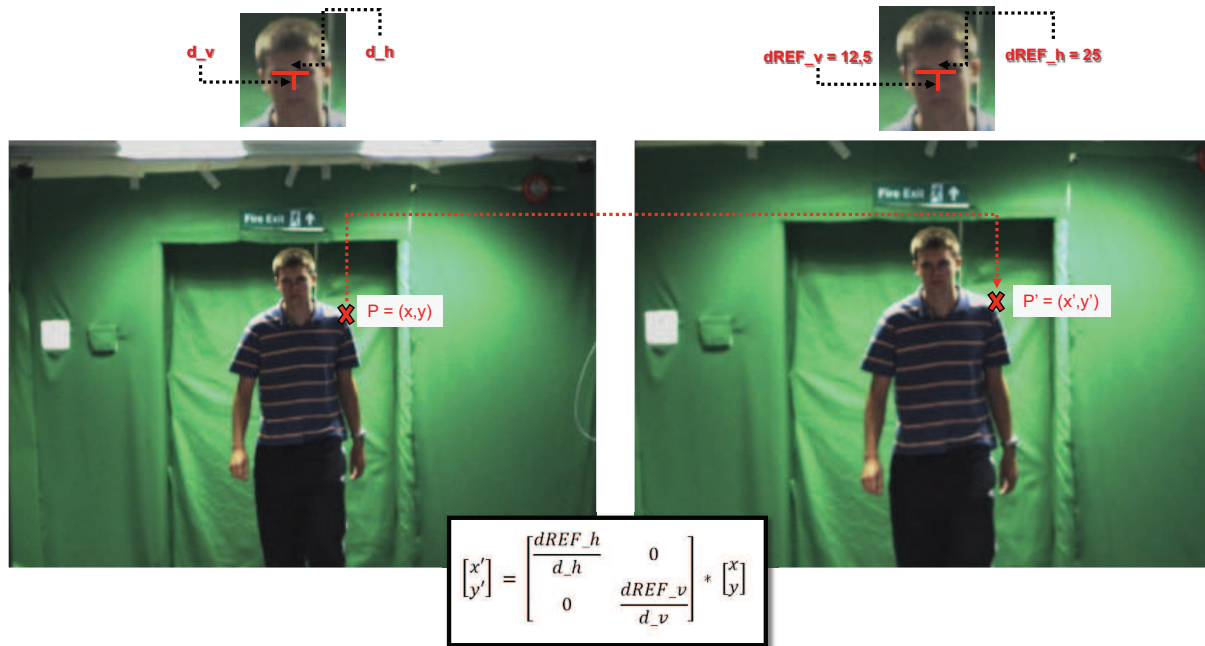 d_v
d_h
dREF_v = 12,5
dREF_h = 25
Fire Exit
Fire Exit
P = (x,y)
P' = (x',y')
[x' y'] = [dREF_h/d_h 0 0 dREF_v/d_v] * [x y]